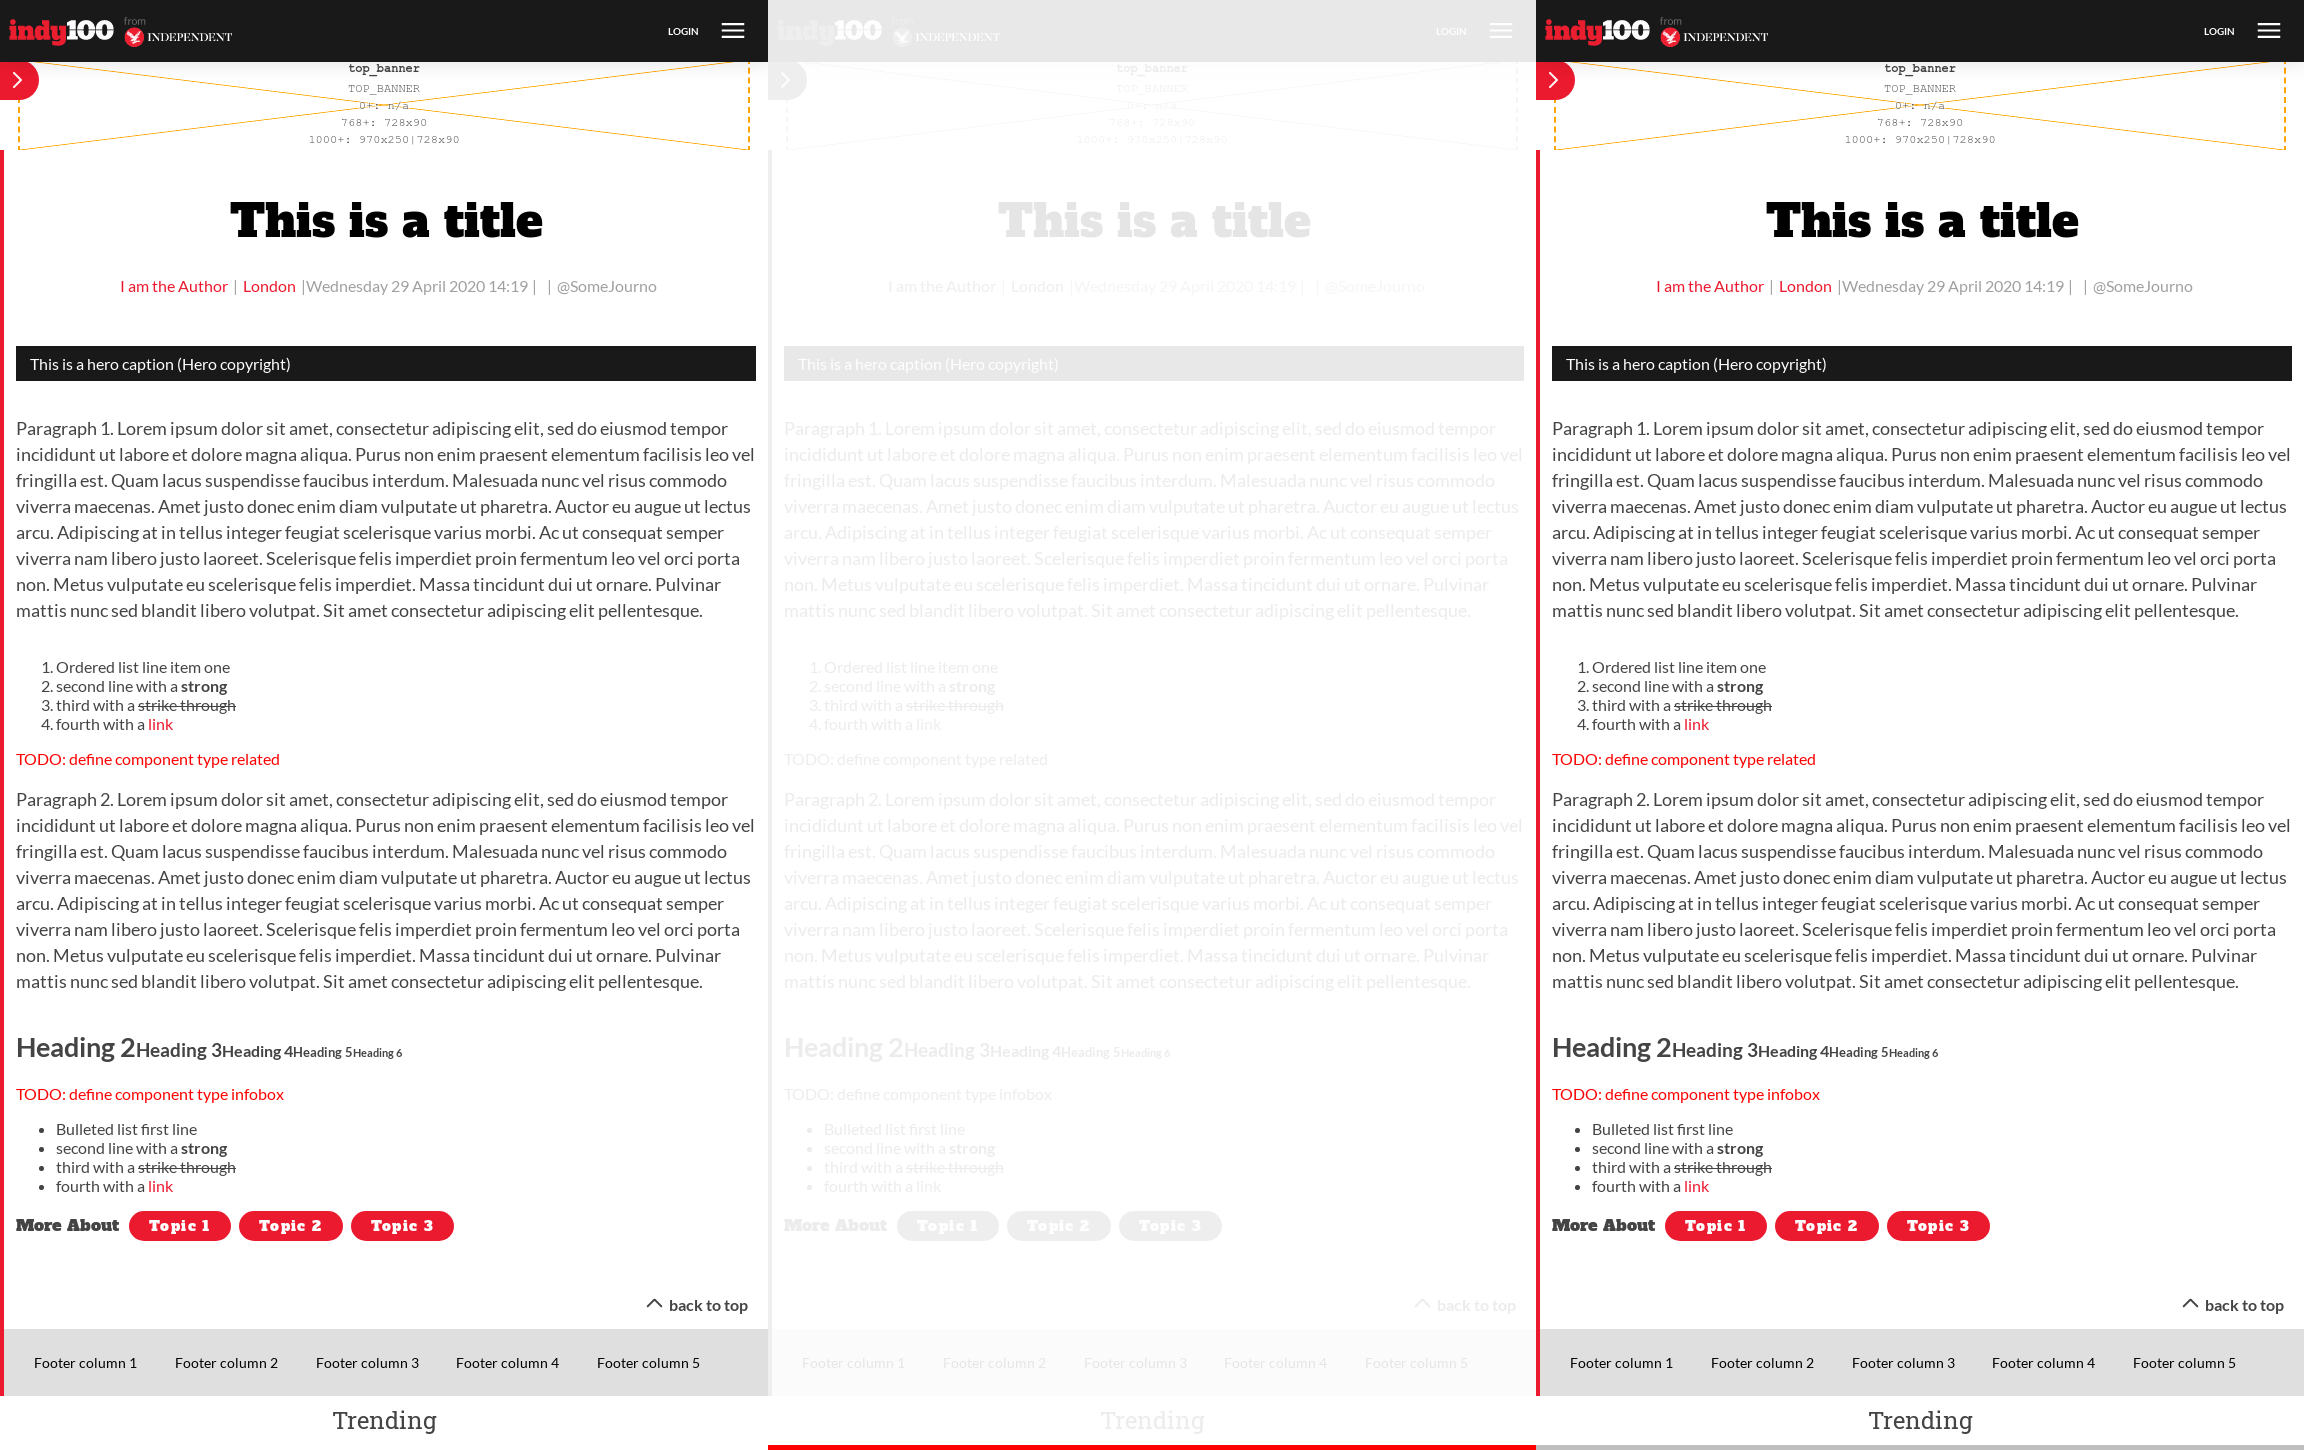 indy100 from INDEPENDENT
LOGIN
top_banner
TOP_BANNER
0+: n/a
768+: 728x90
1000+: 970x250|728x90
This is a title
I am the Author | London |Wednesday 29 April 2020 14:19 | | @SomeJourno
This is a hero caption (Hero copyright)
Paragraph 1. Lorem ipsum dolor sit amet, consectetur adipiscing elit, sed do eiusmod tempor
incididunt ut labore et dolore magna aliqua. Purus non enim praesent elementum facilisis leo vel
fringilla est. Quam lacus suspendisse faucibus interdum. Malesuada nunc vel risus commodo
viverra maecenas. Amet justo donec enim diam vulputate ut pharetra. Auctor eu augue ut lectus
arcu. Adipiscing at in tellus integer feugiat scelerisque varius morbi. Ac ut consequat semper
viverra nam libero justo laoreet. Scelerisque felis imperdiet proin fermentum leo vel orci porta
non. Metus vulputate eu scelerisque felis imperdiet. Massa tincidunt dui ut ornare. Pulvinar
mattis nunc sed blandit libero volutpat. Sit amet consectetur adipiscing elit pellentesque.
1. Ordered list line item one
2. second line with a strong
3. third with a strike through
4. fourth with a link
TODO: define component type related
Paragraph 2. Lorem ipsum dolor sit amet, consectetur adipiscing elit, sed do eiusmod tempor
incididunt ut labore et dolore magna aliqua. Purus non enim praesent elementum facilisis leo vel
fringilla est. Quam lacus suspendisse faucibus interdum. Malesuada nunc vel risus commodo
viverra maecenas. Amet justo donec enim diam vulputate ut pharetra. Auctor eu augue ut lectus
arcu. Adipiscing at in tellus integer feugiat scelerisque varius morbi. Ac ut consequat semper
viverra nam libero justo laoreet. Scelerisque felis imperdiet proin fermentum leo vel orci porta
non. Metus vulputate eu scelerisque felis imperdiet. Massa tincidunt dui ut ornare. Pulvinar
mattis nunc sed blandit libero volutpat. Sit amet consectetur adipiscing elit pellentesque.
Heading 2Heading 3Heading 4Heading 5Heading 6
TODO: define component type infobox
• Bulleted list first line
• second line with a strong
• third with a strike through
• fourth with a link
More About Topic 1 Topic 2 Topic 3
back to top
Footer column 1 Footer column 2 Footer column 3 Footer column 4 Footer column 5
Trending
indy100 from INDEPENDENT
LOGIN
top_banner
TOP_BANNER
0+: n/a
768+: 728x90
1000+: 970x250|728x90
This is a title
I am the Author | London |Wednesday 29 April 2020 14:19 | | @SomeJourno
This is a hero caption (Hero copyright)
Paragraph 1. Lorem ipsum dolor sit amet, consectetur adipiscing elit, sed do eiusmod tempor
incididunt ut labore et dolore magna aliqua. Purus non enim praesent elementum facilisis leo vel
fringilla est. Quam lacus suspendisse faucibus interdum. Malesuada nunc vel risus commodo
viverra maecenas. Amet justo donec enim diam vulputate ut pharetra. Auctor eu augue ut lectus
arcu. Adipiscing at in tellus integer feugiat scelerisque varius morbi. Ac ut consequat semper
viverra nam libero justo laoreet. Scelerisque felis imperdiet proin fermentum leo vel orci porta
non. Metus vulputate eu scelerisque felis imperdiet. Massa tincidunt dui ut ornare. Pulvinar
mattis nunc sed blandit libero volutpat. Sit amet consectetur adipiscing elit pellentesque.
1. Ordered list line item one
2. second line with a strong
3. third with a strike through
4. fourth with a link
TODO: define component type related
Paragraph 2. Lorem ipsum dolor sit amet, consectetur adipiscing elit, sed do eiusmod tempor
incididunt ut labore et dolore magna aliqua. Purus non enim praesent elementum facilisis leo vel
fringilla est. Quam lacus suspendisse faucibus interdum. Malesuada nunc vel risus commodo
viverra maecenas. Amet justo donec enim diam vulputate ut pharetra. Auctor eu augue ut lectus
arcu. Adipiscing at in tellus integer feugiat scelerisque varius morbi. Ac ut consequat semper
viverra nam libero justo laoreet. Scelerisque felis imperdiet proin fermentum leo vel orci porta
non. Metus vulputate eu scelerisque felis imperdiet. Massa tincidunt dui ut ornare. Pulvinar
mattis nunc sed blandit libero volutpat. Sit amet consectetur adipiscing elit pellentesque.
Heading 2Heading 3Heading 4Heading 5Heading 6
TODO: define component type infobox
• Bulleted list first line
• second line with a strong
• third with a strike through
• fourth with a link
More About Topic 1 Topic 2 Topic 3
back to top
Footer column 1 Footer column 2 Footer column 3 Footer column 4 Footer column 5
Trending
indy100 from INDEPENDENT
LOGIN
top_banner
TOP_BANNER
0+: n/a
768+: 728x90
1000+: 970x250|728x90
This is a title
I am the Author | London |Wednesday 29 April 2020 14:19 | | @SomeJourno
This is a hero caption (Hero copyright)
Paragraph 1. Lorem ipsum dolor sit amet, consectetur adipiscing elit, sed do eiusmod tempor
incididunt ut labore et dolore magna aliqua. Purus non enim praesent elementum facilisis leo vel
fringilla est. Quam lacus suspendisse faucibus interdum. Malesuada nunc vel risus commodo
viverra maecenas. Amet justo donec enim diam vulputate ut pharetra. Auctor eu augue ut lectus
arcu. Adipiscing at in tellus integer feugiat scelerisque varius morbi. Ac ut consequat semper
viverra nam libero justo laoreet. Scelerisque felis imperdiet proin fermentum leo vel orci porta
non. Metus vulputate eu scelerisque felis imperdiet. Massa tincidunt dui ut ornare. Pulvinar
mattis nunc sed blandit libero volutpat. Sit amet consectetur adipiscing elit pellentesque.
1. Ordered list line item one
2. second line with a strong
3. third with a strike through
4. fourth with a link
TODO: define component type related
Paragraph 2. Lorem ipsum dolor sit amet, consectetur adipiscing elit, sed do eiusmod tempor
incididunt ut labore et dolore magna aliqua. Purus non enim praesent elementum facilisis leo vel
fringilla est. Quam lacus suspendisse faucibus interdum. Malesuada nunc vel risus commodo
viverra maecenas. Amet justo donec enim diam vulputate ut pharetra. Auctor eu augue ut lectus
arcu. Adipiscing at in tellus integer feugiat scelerisque varius morbi. Ac ut consequat semper
viverra nam libero justo laoreet. Scelerisque felis imperdiet proin fermentum leo vel orci porta
non. Metus vulputate eu scelerisque felis imperdiet. Massa tincidunt dui ut ornare. Pulvinar
mattis nunc sed blandit libero volutpat. Sit amet consectetur adipiscing elit pellentesque.
Heading 2Heading 3Heading 4Heading 5Heading 6
TODO: define component type infobox
• Bulleted list first line
• second line with a strong
• third with a strike through
• fourth with a link
More About Topic 1 Topic 2 Topic 3
back to top
Footer column 1 Footer column 2 Footer column 3 Footer column 4 Footer column 5
Trending